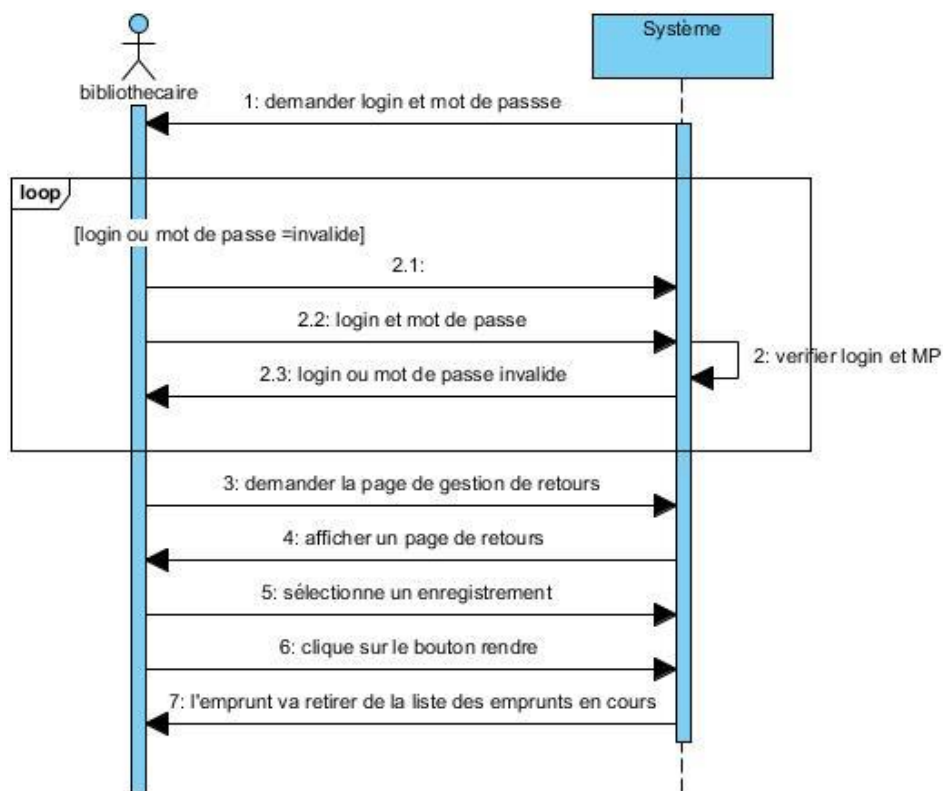 Système
bibliothecaire
1: demander login et mot de passse
loop
[login ou mot de passe =invalide]
2.1:
2.2: login et mot de passe
2: verifier login et MP
2.3: login ou mot de passe invalide
3: demander la page de gestion de retours
4: afficher un page de retours
5: sélectionne un enregistrement
6: clique sur le bouton rendre
7: l'emprunt va retirer de la liste des emprunts en cours